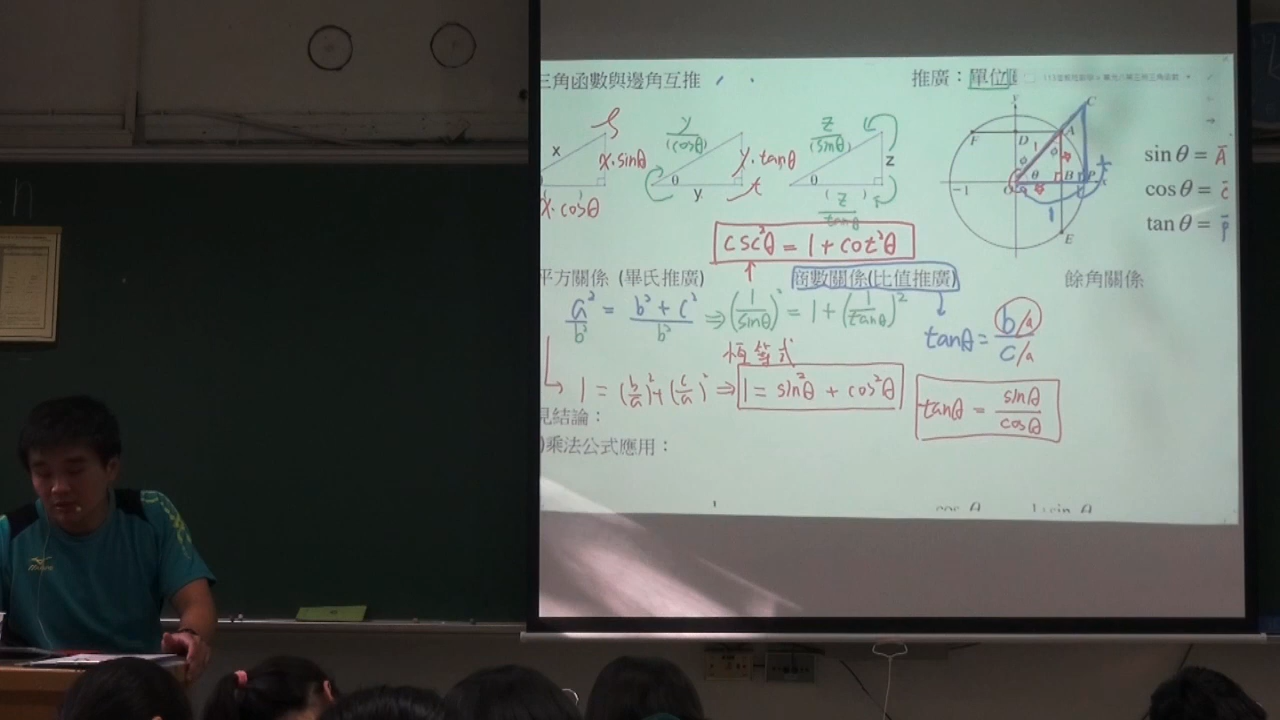 三角函數與邊角互推
推廣：單位
x
x·sinθ
x·cosθ
y/(cosθ)
y·tanθ
θ
y
z/(sinθ)
z
θ
z/tanθ
y
C
F
D
A
1
θ
-1
O
B
P
1
E
sinθ =
cosθ =
tanθ =
csc²θ = 1 + cot²θ
平方關係 (畢氏推廣)
商數關係(比值推廣)
餘角關係
a²/b² = (b² + c²)/b² ⇒ (1/sinθ)² = 1 + (1/tanθ)²
tanθ = (b/a)/(c/a)
恆等式
1 = (b/a)² + (c/a)² ⇒ 1 = sin²θ + cos²θ
tanθ = sinθ/cosθ
見結論：
)乘法公式應用：